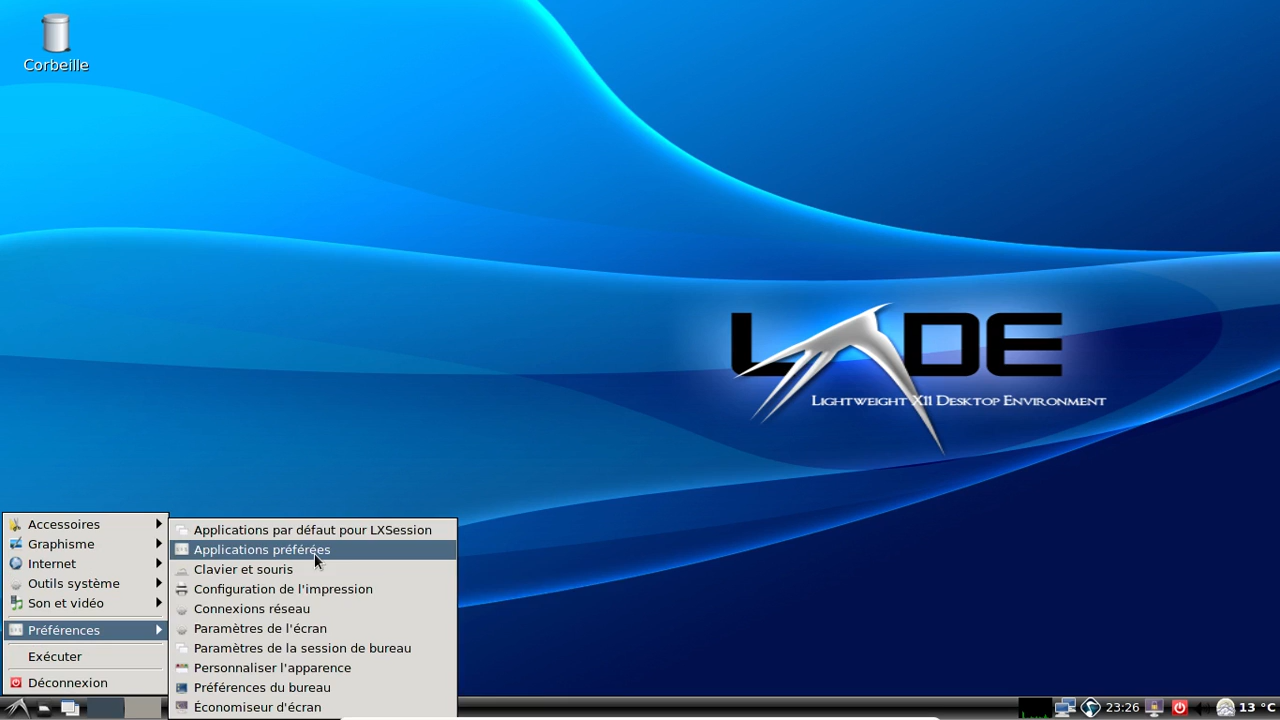 Corbeille
LXDE
Lightweight X11 Desktop Environment
Accessoires
Graphisme
Internet
Outils système
Son et vidéo
Préférences
Exécuter
Déconnexion
Applications par défaut pour LXSession
Applications préférées
Clavier et souris
Configuration de l'impression
Connexions réseau
Paramètres de l'écran
Paramètres de la session de bureau
Personnaliser l'apparence
Préférences du bureau
Économiseur d'écran
23:26
13 °C